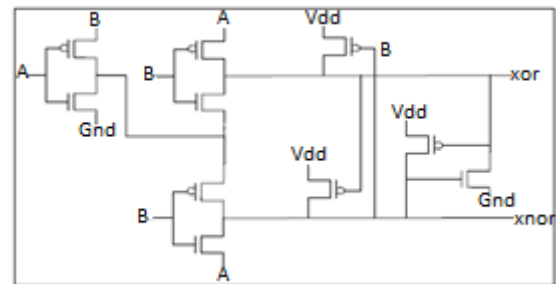 B A Vdd
A B B
xor
Gnd Vdd
Vdd
B Gnd
xnor
A